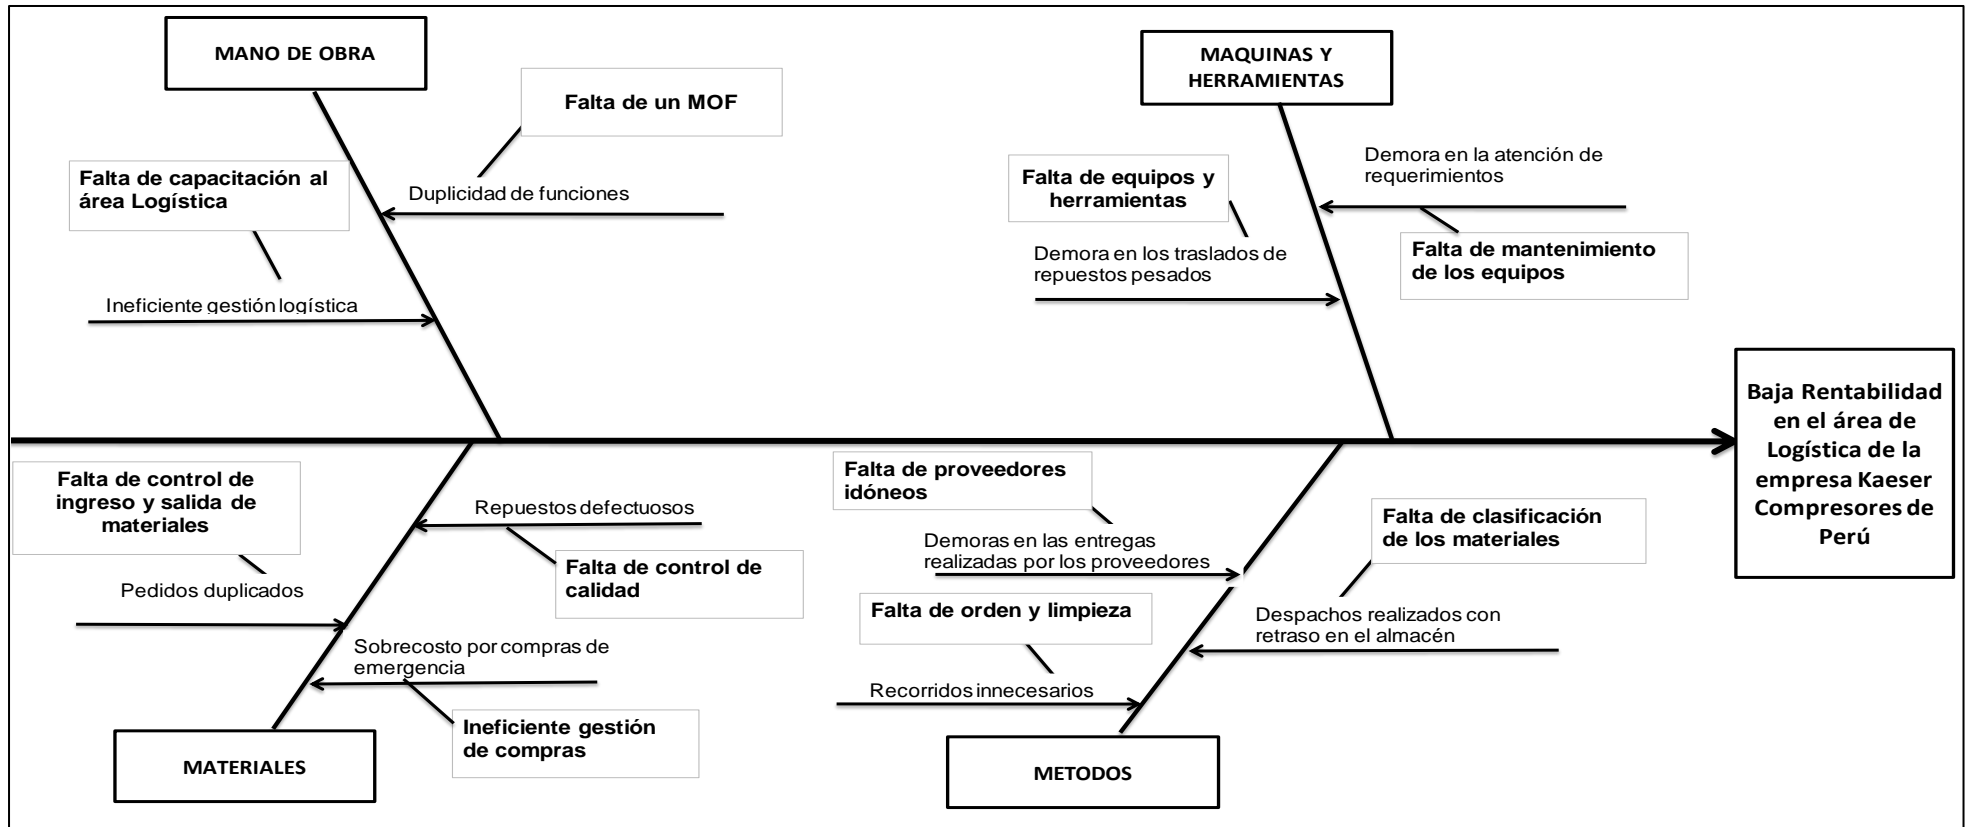 MANO DE OBRA
MAQUINAS Y
HERRAMIENTAS
Falta de un MOF
Falta de capacitación al
área Logística
Duplicidad de funciones
Ineficiente gestión logística
Falta de equipos y
herramientas
Demora en la atención de
requerimientos
Demora en los traslados de
repuestos pesados
Falta de mantenimiento
de los equipos
Baja Rentabilidad
en el área de
Logística de la
empresa Kaeser
Compresores de
Perú
Falta de control de
ingreso y salida de
materiales
Repuestos defectuosos
Falta de control de
calidad
Pedidos duplicados
Sobrecosto por compras de
emergencia
Ineficiente gestión
de compras
MATERIALES
Falta de proveedores
idóneos
Demoras en las entregas
realizadas por los proveedores
Falta de clasificación
de los materiales
Falta de orden y limpieza
Despachos realizados con
retraso en el almacén
Recorridos innecesarios
METODOS